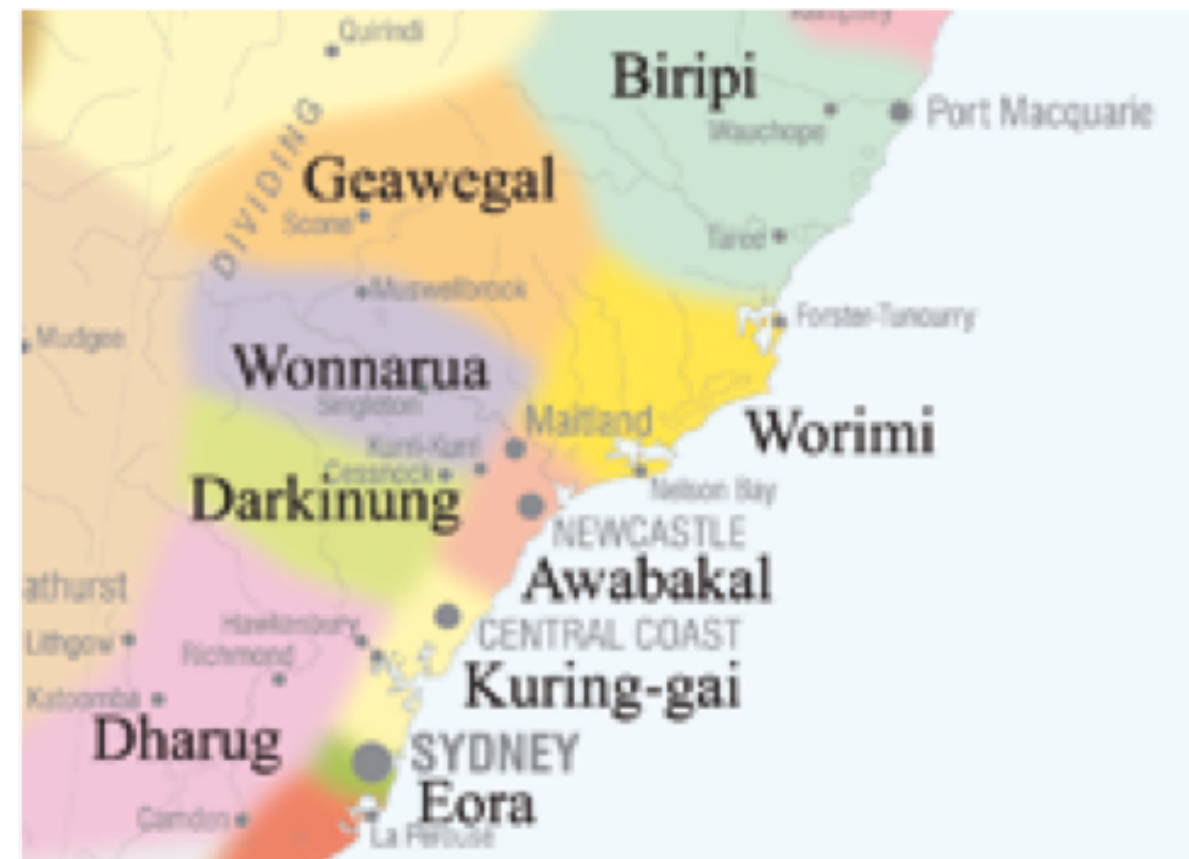 Quirindi
Biripi
Wauchope
Port Macquarie
DIVIDING
Geawegal
Scone
Taree
Muswellbrook
Forster-Tuncurry
Mudgee
Wonnarua
Singleton
Maitland
Worimi
Kurri-Kurri
Cessnock
Nelson Bay
Darkinung
NEWCASTLE
Awabakal
athurst
Hawkesbury
CENTRAL COAST
Lithgow
Richmond
Kuring-gai
Katoomba
Dharug
SYDNEY
Eora
Camden
La Perouse